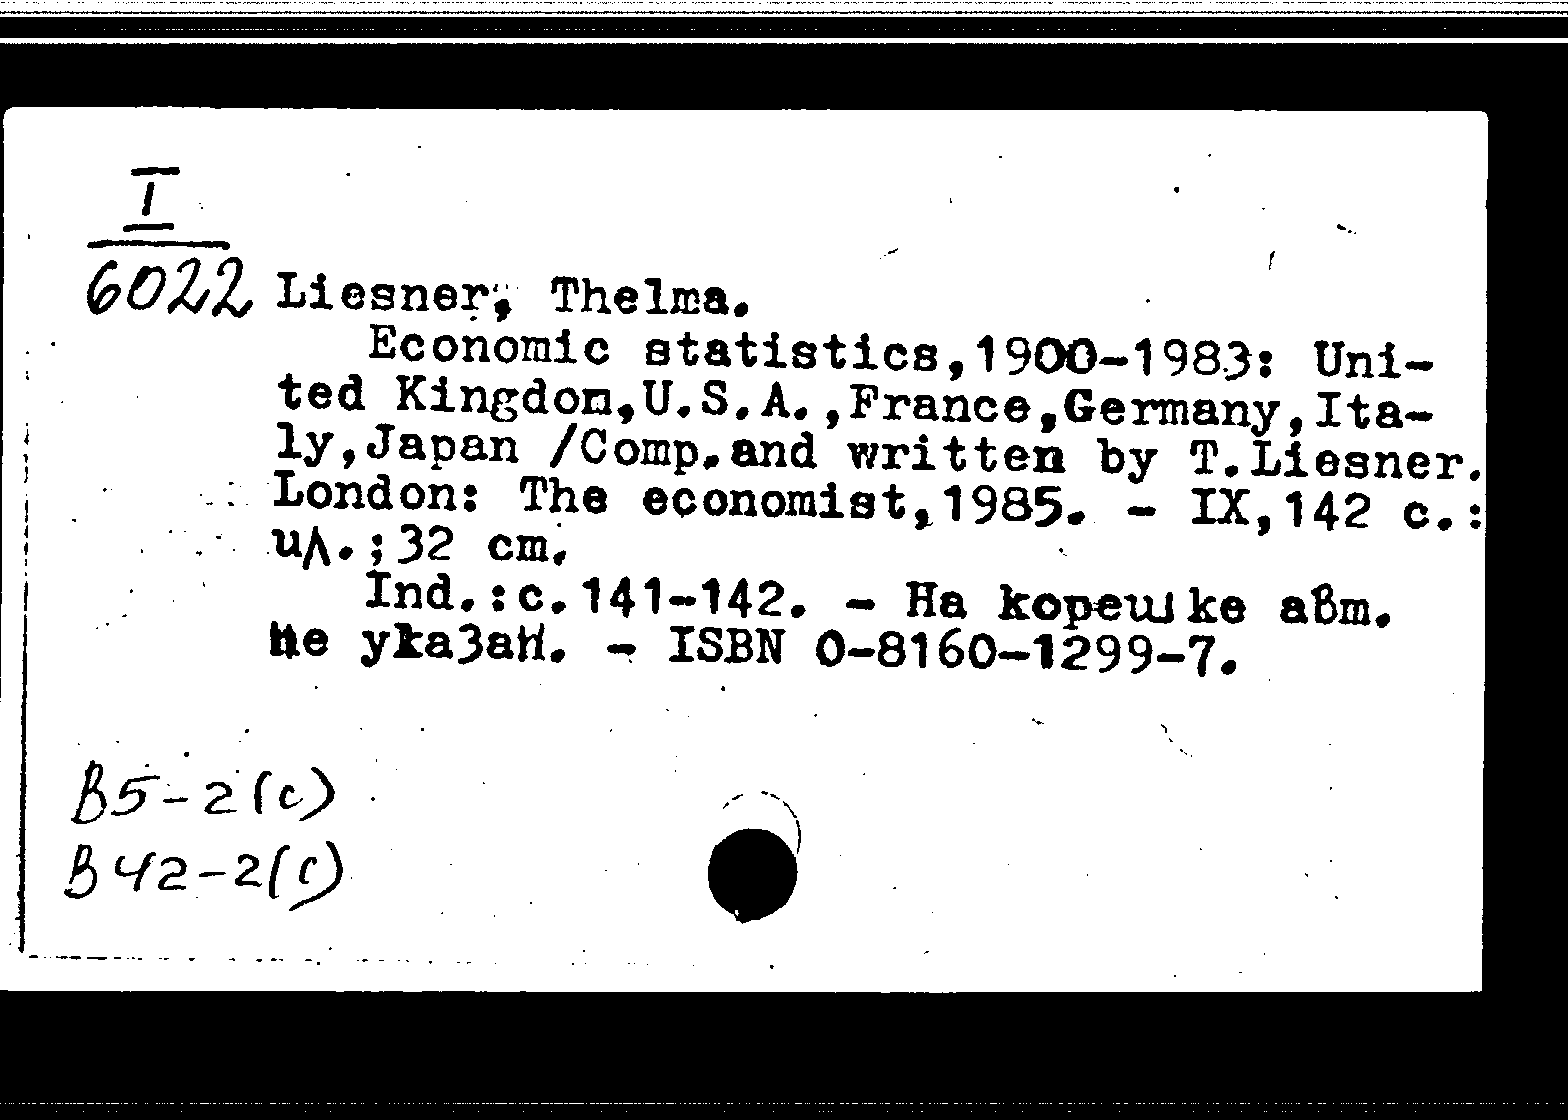 I
6022 Liesner, Thelma.
Economic statistics,1900-1983: Uni-
ted Kingdom,U.S.A.,France,Germany,Ita-
ly,Japan /Comp.and written by T.Liesner.
London: The economist,1985. - IX,142 c.:
ил.;32 cm.
Ind.:c.141-142. - На корешке авт.
не указан. - ISBN 0-8160-1299-7.
B5-2(c)
B42-2(c)